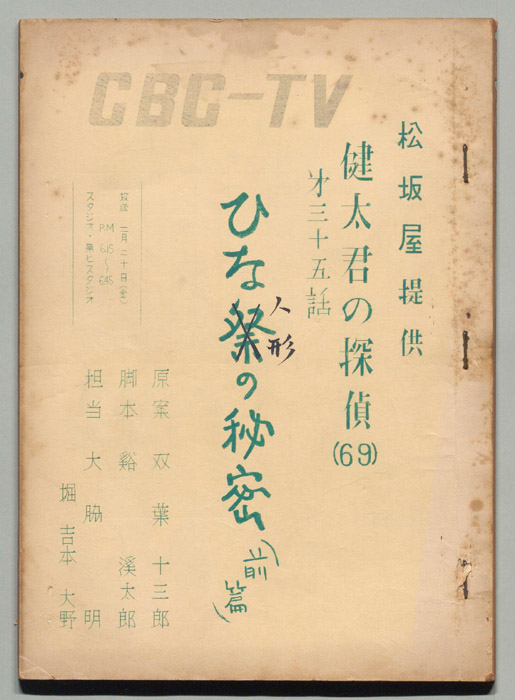 CBC-TV
松坂屋提供
健太君の探偵(69)
才三十五話
ひな祭の秘密(前篇)
人形
放送 二月二十日(金)
P.M 6.15〜6.45
スタジオ・第ピスタジオ
原案 双葉十三郎
脚本 谿渓太郎
担当 大脇明
堀 吉本 大野